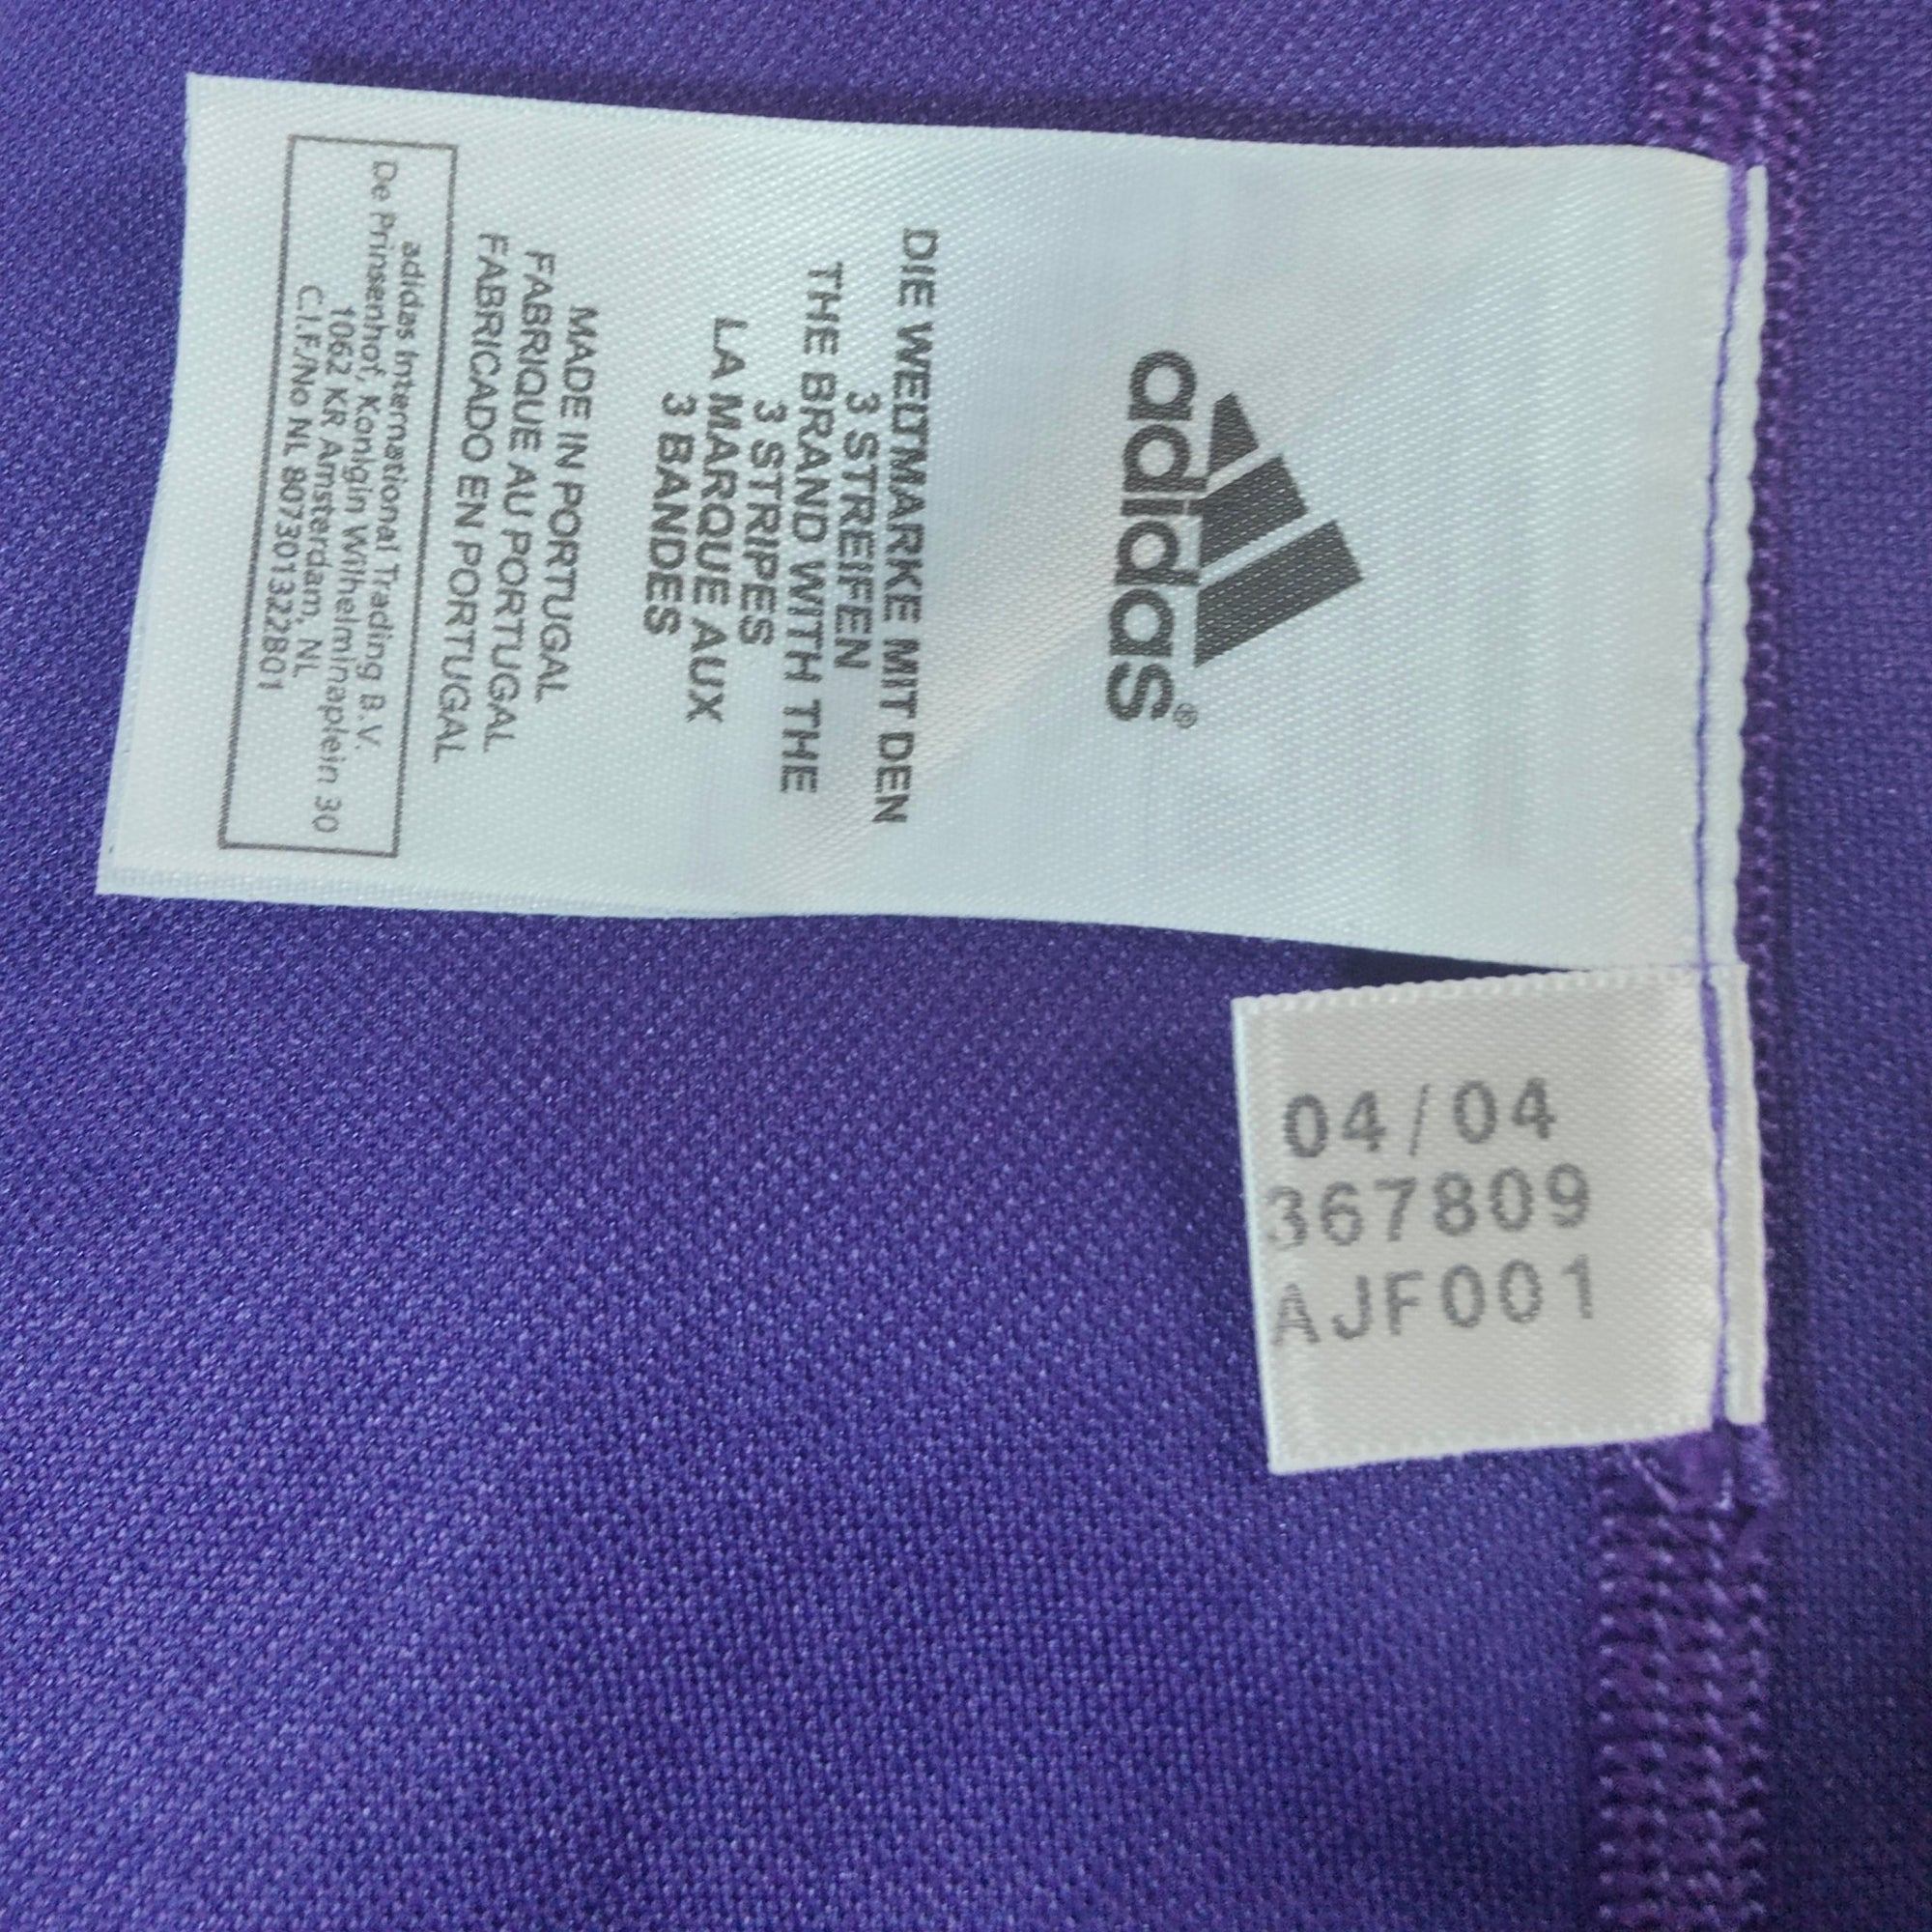 adidas®
DIE WELTMARKE MIT DEN
3 STREIFEN
THE BRAND WITH THE
3 STRIPES
LA MARQUE AUX
3 BANDES
MADE IN PORTUGAL
FABRIQUE AU PORTUGAL
FABRICADO EN PORTUGAL
adidas International Trading B.V.
De Prinsenhof, Konigin Wilhelminaplein 30
1062 KR Amsterdam, NL
C.I.F./No NL 807301322B01
04/04
367809
AJF001